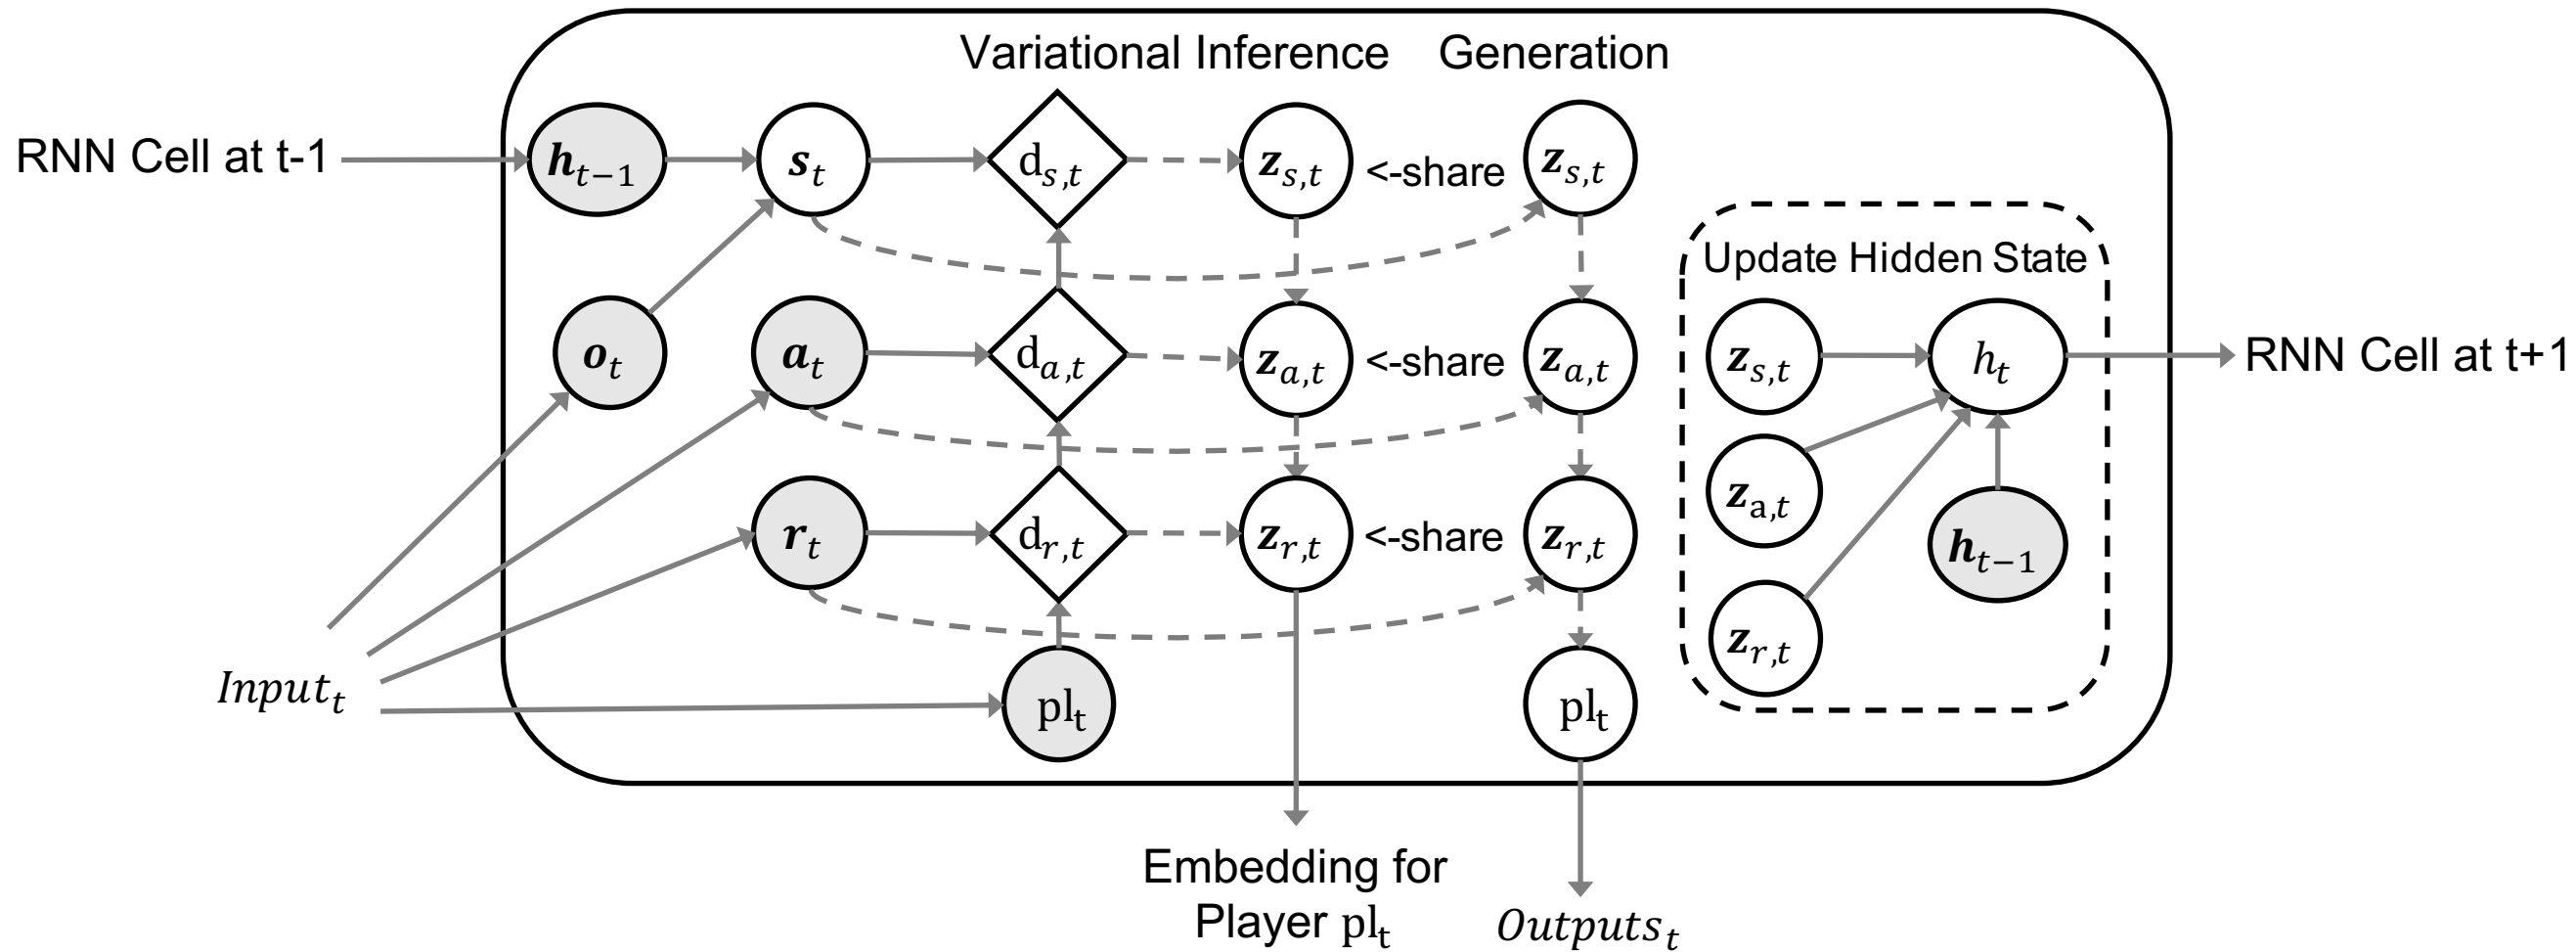 Variational Inference Generation
RNN Cell at t-1
h_{t−1}
s_t
d_{s,t}
z_{s,t}
<-share
z_{s,t}
Update Hidden State
o_t
a_t
d_{a,t}
z_{a,t}
<-share
z_{a,t}
z_{s,t}
h_t
RNN Cell at t+1
z_{a,t}
r_t
d_{r,t}
z_{r,t}
<-share
z_{r,t}
h_{t−1}
z_{r,t}
Input_t
pl_t
pl_t
Embedding for
Player pl_t
Outputs_t